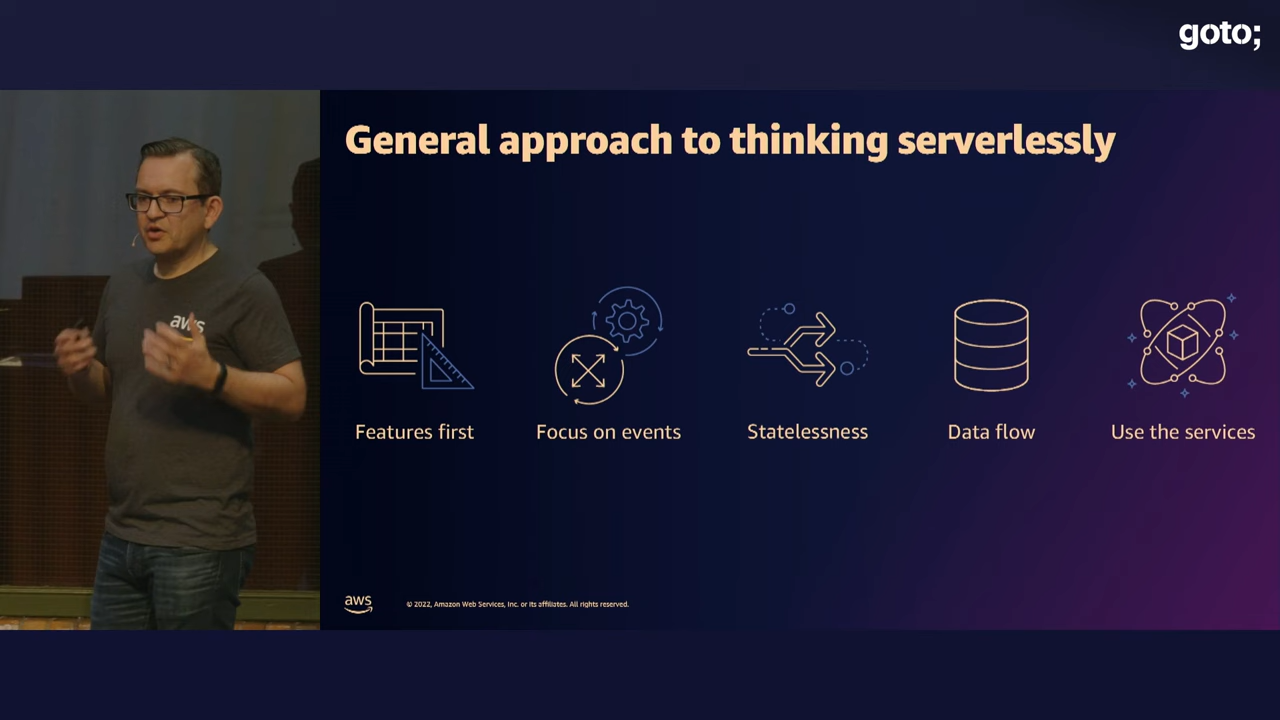 goto;
General approach to thinking serverlessly
aws
Features first
Focus on events
Statelessness
Data flow
Use the services
aws
© 2022, Amazon Web Services, Inc. or its affiliates. All rights reserved.